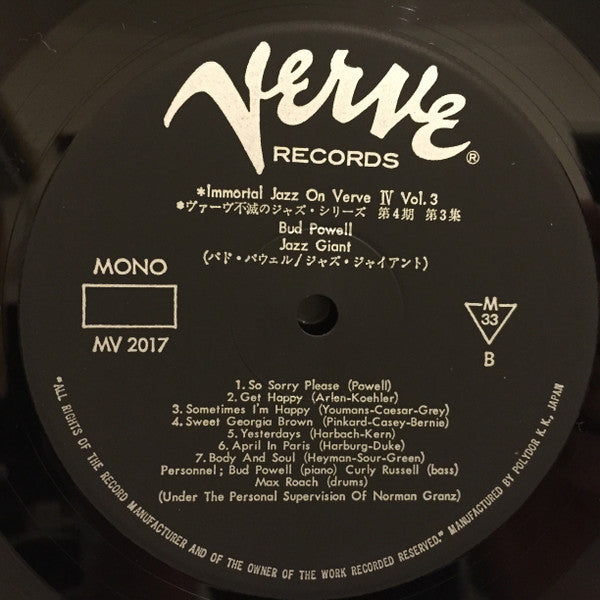 Verve
RECORDS ®
*Immortal Jazz On Verve Ⅳ Vol.3
*ヴァーヴ不滅のジャズ・シリーズ 第4期 第3集
Bud Powell
Jazz Giant
(バド・パウエル/ジャズ・ジャイアント)
MONO
MV 2017
M
33
B
1. So Sorry Please (Powell)
2. Get Happy (Arlen-Koehler)
3. Sometimes I'm Happy (Youmans-Caesar-Grey)
4. Sweet Georgia Brown (Pinkard-Casey-Bernie)
5. Yesterdays (Harbach-Kern)
6. April In Paris (Harburg-Duke)
7. Body And Soul (Heyman-Sour-Green)
Personnel; Bud Powell (piano) Curly Russell (bass)
Max Roach (drums)
(Under The Personal Supervision Of Norman Granz)
"ALL RIGHTS OF THE RECORD MANUFACTURER AND OF THE OWNER OF THE WORK RECORDED RESERVED." MANUFACTURED BY POLYDOR K. K., JAPAN